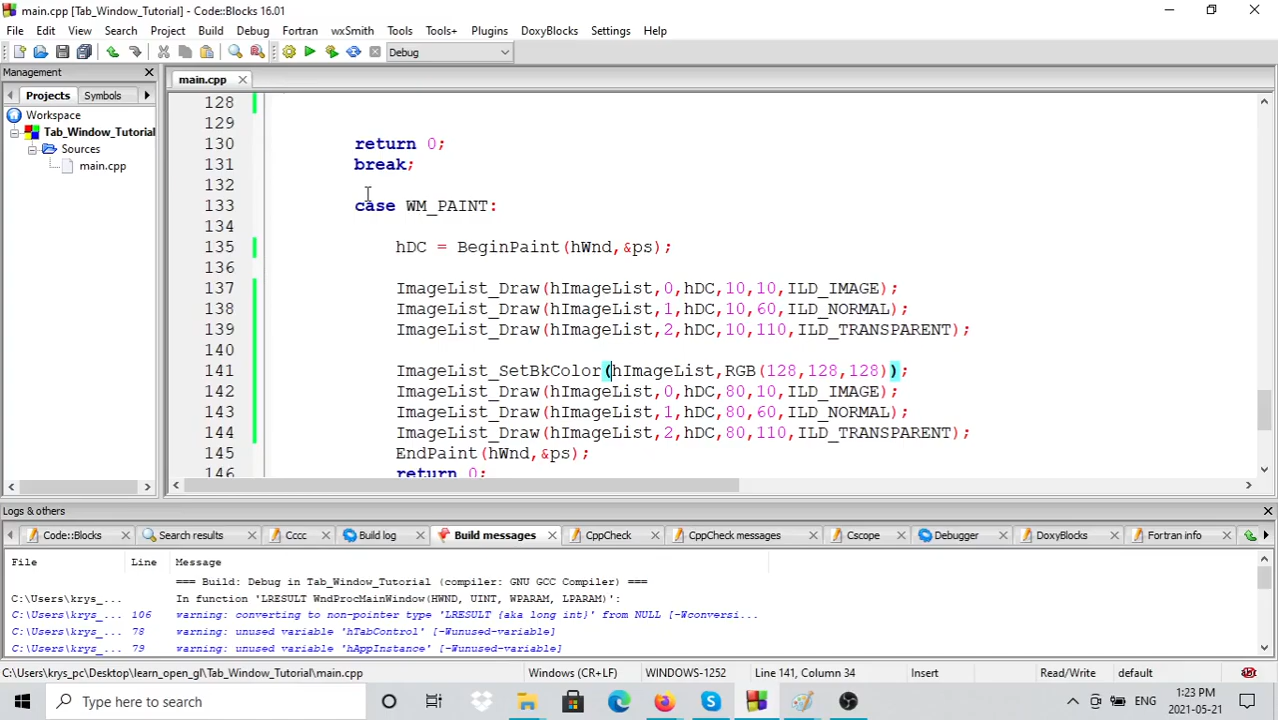 main.cpp [Tab_Window_Tutorial] - Code::Blocks 16.01
File Edit View Search Project Build Debug Fortran wxSmith Tools Tools+ Plugins DoxyBlocks Settings Help
Debug
Management
main.cpp
Projects Symbols
Workspace
Tab_Window_Tutorial
Sources
main.cpp
128
129
130 return 0;
131 break;
132
133 case WM_PAINT:
134
135 hDC = BeginPaint(hWnd,&ps);
136
137 ImageList_Draw(hImageList,0,hDC,10,10,ILD_IMAGE);
138 ImageList_Draw(hImageList,1,hDC,10,60,ILD_NORMAL);
139 ImageList_Draw(hImageList,2,hDC,10,110,ILD_TRANSPARENT);
140
141 ImageList_SetBkColor(hImageList,RGB(128,128,128));
142 ImageList_Draw(hImageList,0,hDC,80,10,ILD_IMAGE);
143 ImageList_Draw(hImageList,1,hDC,80,60,ILD_NORMAL);
144 ImageList_Draw(hImageList,2,hDC,80,110,ILD_TRANSPARENT);
145 EndPaint(hWnd,&ps);
146 return 0;
Logs & others
Code::Blocks Search results Cccc Build log Build messages CppCheck CppCheck messages Cscope Debugger DoxyBlocks Fortran info
File Line Message
=== Build: Debug in Tab_Window_Tutorial (compiler: GNU GCC Compiler) ===
C:\Users\krys_... In function 'LRESULT WndProcMainWindow(HWND, UINT, WPARAM, LPARAM)':
C:\Users\krys_... 106 warning: converting to non-pointer type 'LRESULT {aka long int}' from NULL [-Wconversi...
C:\Users\krys_... 78 warning: unused variable 'hTabControl' [-Wunused-variable]
C:\Users\krys_... 79 warning: unused variable 'hAppInstance' [-Wunused-variable]
C:\Users\krys_pc\Desktop\learn_open_gl\Tab_Window_Tutorial\main.cpp Windows (CR+LF) WINDOWS-1252 Line 141, Column 34 Insert Read/Write default
Type here to search
ENG
1:23 PM
2021-05-21